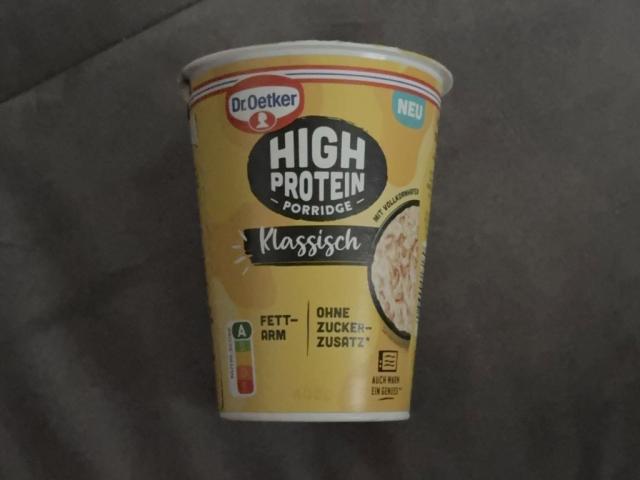 Dr. Oetker
NEU
HIGH
PROTEIN
- PORRIDGE -
MIT VOLLKORNHAFER
Klassisch
FETT-
ARM
OHNE
ZUCKER-
ZUSATZ*
A
AUCH WARM
EIN GENUSS**